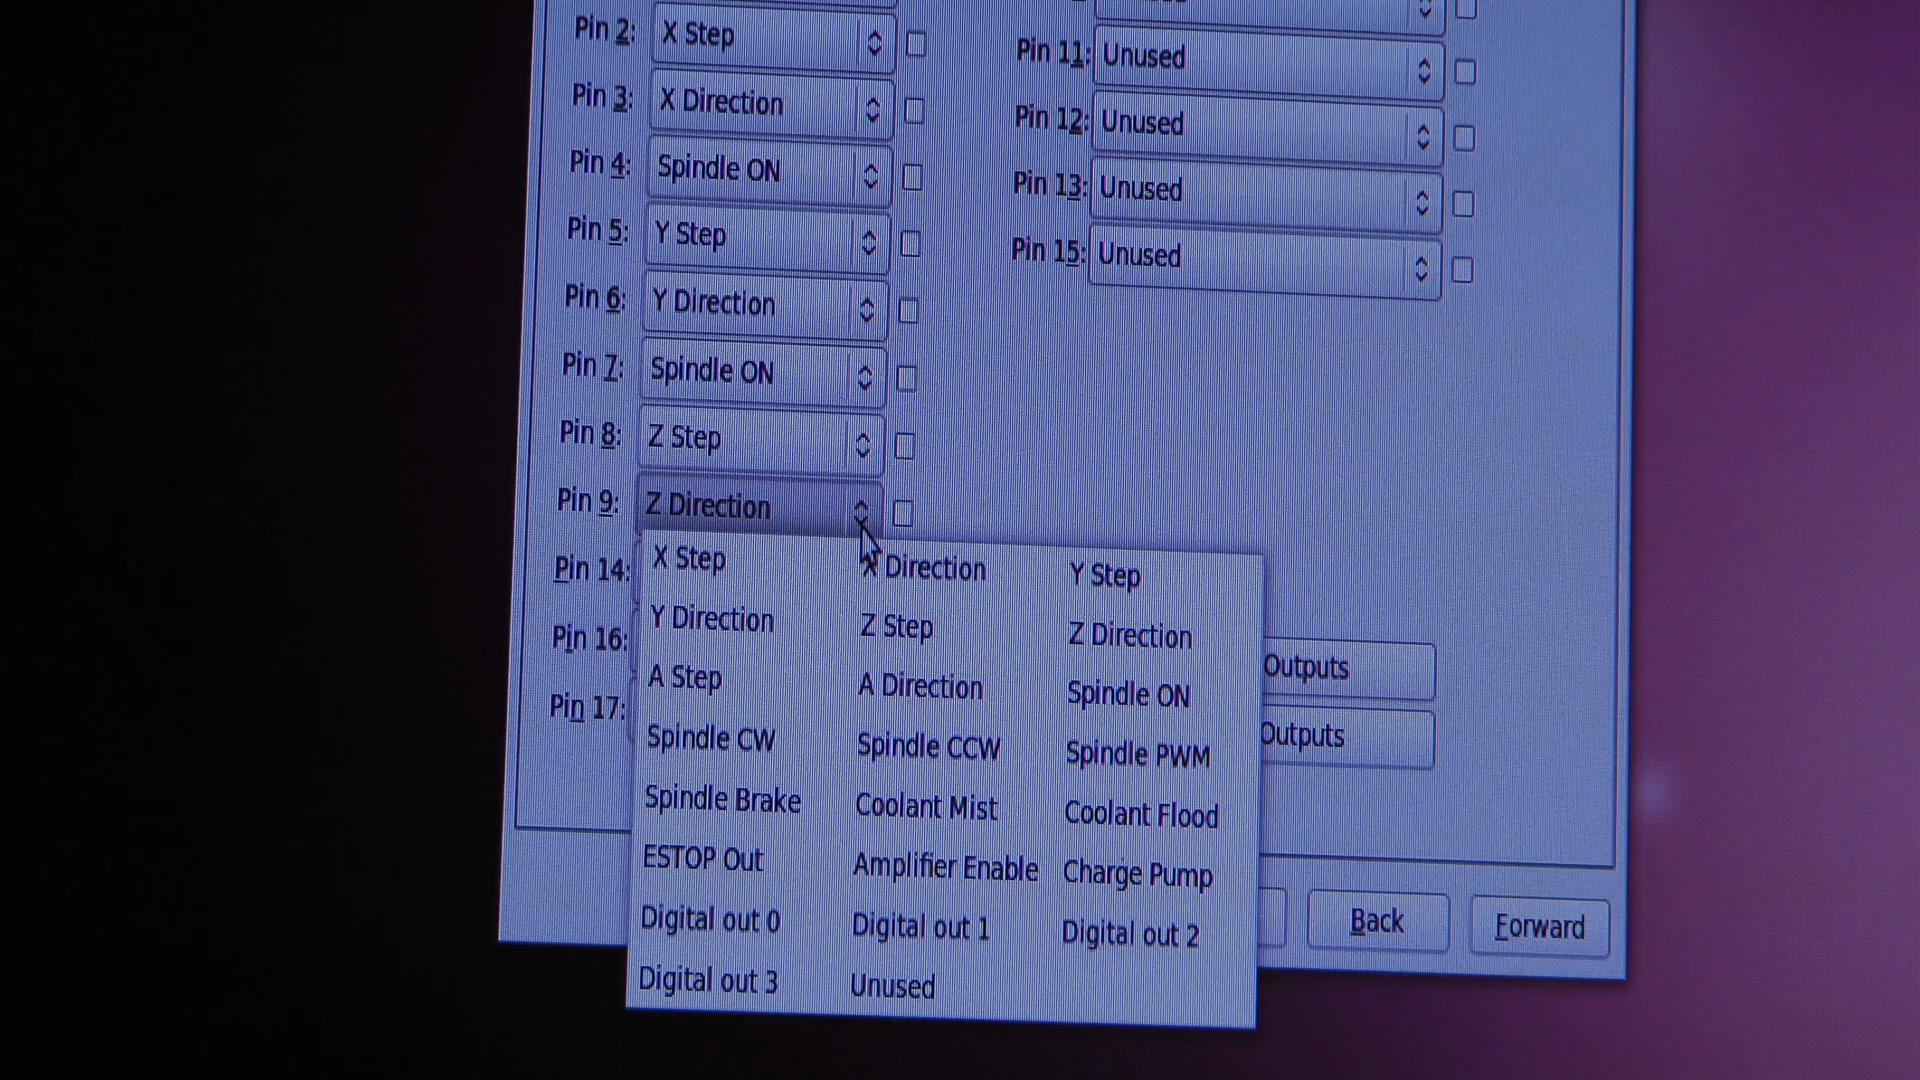 Pin 2: X Step
Pin 3: X Direction
Pin 4: Spindle ON
Pin 5: Y Step
Pin 6: Y Direction
Pin 7: Spindle ON
Pin 8: Z Step
Pin 9: Z Direction
Pin 14:
Pin 16:
Pin 17:
Pin 11: Unused
Pin 12: Unused
Pin 13: Unused
Pin 15: Unused
X Step X Direction Y Step
Y Direction Z Step Z Direction
A Step A Direction Spindle ON
Spindle CW Spindle CCW Spindle PWM
Spindle Brake Coolant Mist Coolant Flood
ESTOP Out Amplifier Enable Charge Pump
Digital out 0 Digital out 1 Digital out 2
Digital out 3 Unused
Outputs
Outputs
Back Forward